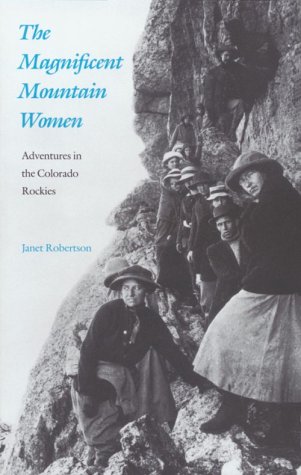 The
Magnificent
Mountain
Women
Adventures in
the Colorado
Rockies
Janet Robertson